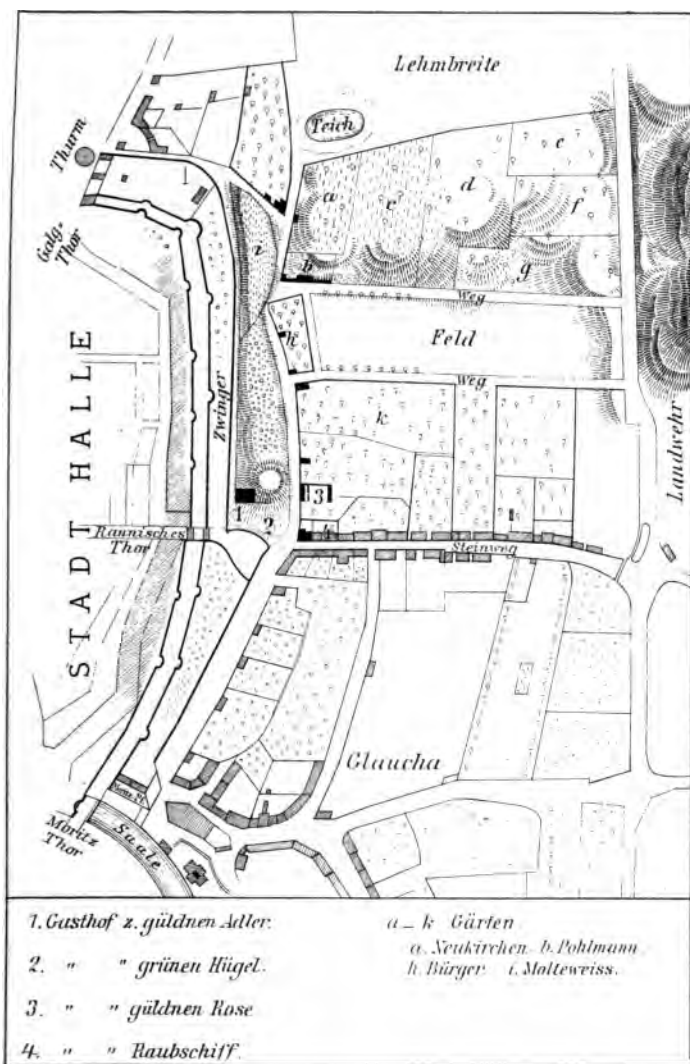 Lehmbreite
Teich
Thurm
Galg-
Thor
a
c
d
e
f
g
b
i
h
Weg
Feld
Weg
k
Zwinger
STADT HALLE
Landwehr
1
2
3
4
Rannisches
Thor
Steinweg
Glaucha
Moritz
Thor
Saale
1. Gasthof z. güldnen Adler.
2. " " grünen Hügel.
3. " " güldnen Rose
4. " " Raubschiff.
a – k Gärten
a. Neukirchen b. Pohlmann
h. Bürger. i. Malteweiss.